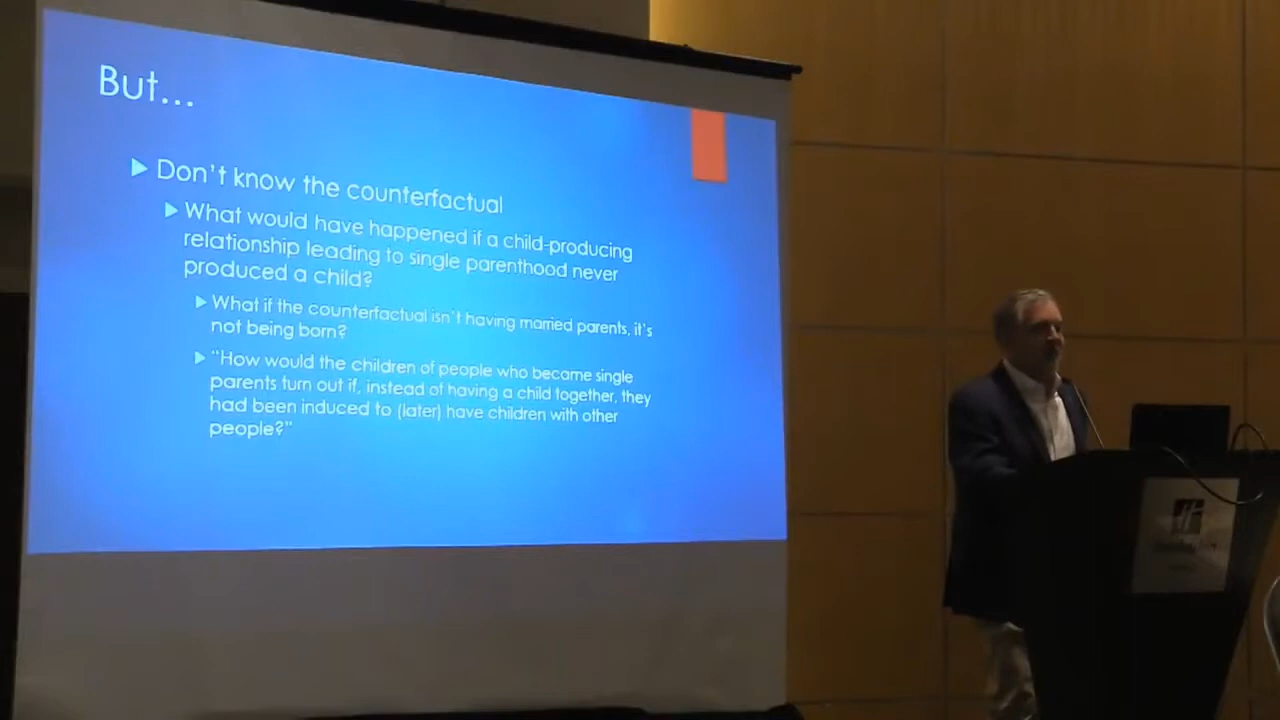 But...
Don't know the counterfactual
What would have happened if a child-producing
relationship leading to single parenthood never
produced a child?
What if the counterfactual isn't having married parents, it's
not being born?
"How would the children of people who became single
parents turn out if, instead of having a child together, they
had been induced to (later) have children with other
people?"